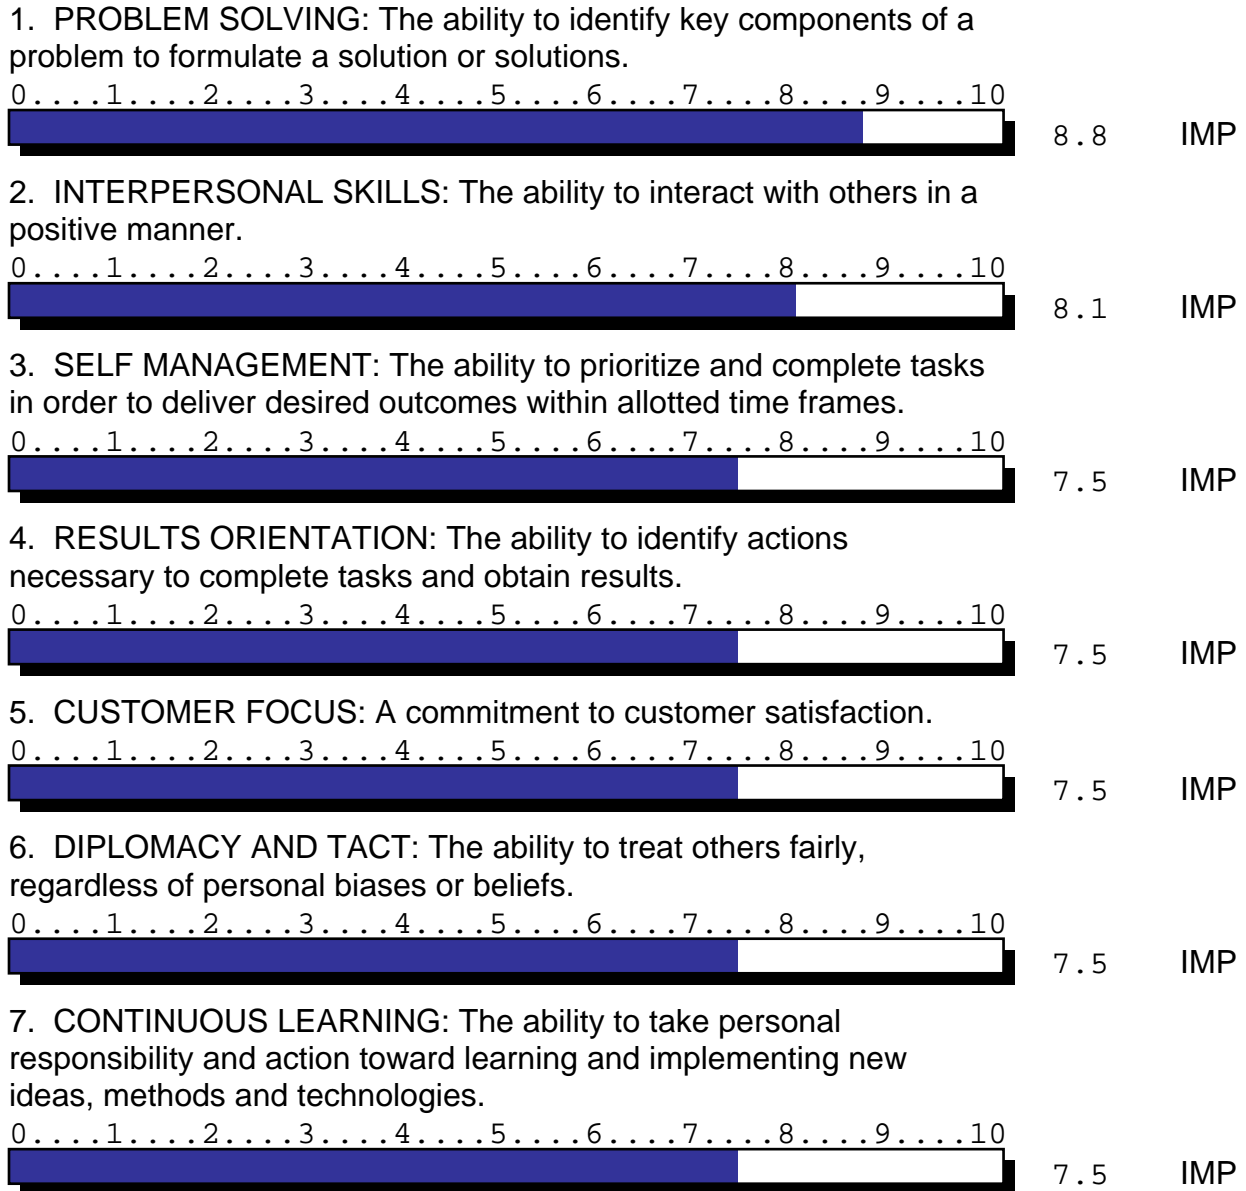 1. PROBLEM SOLVING: The ability to identify key components of a
problem to formulate a solution or solutions.
0....1....2....3....4....5....6....7....8....9....10
8.8 IMP
2. INTERPERSONAL SKILLS: The ability to interact with others in a
positive manner.
0....1....2....3....4....5....6....7....8....9....10
8.1 IMP
3. SELF MANAGEMENT: The ability to prioritize and complete tasks
in order to deliver desired outcomes within allotted time frames.
0....1....2....3....4....5....6....7....8....9....10
7.5 IMP
4. RESULTS ORIENTATION: The ability to identify actions
necessary to complete tasks and obtain results.
0....1....2....3....4....5....6....7....8....9....10
7.5 IMP
5. CUSTOMER FOCUS: A commitment to customer satisfaction.
0....1....2....3....4....5....6....7....8....9....10
7.5 IMP
6. DIPLOMACY AND TACT: The ability to treat others fairly,
regardless of personal biases or beliefs.
0....1....2....3....4....5....6....7....8....9....10
7.5 IMP
7. CONTINUOUS LEARNING: The ability to take personal
responsibility and action toward learning and implementing new
ideas, methods and technologies.
0....1....2....3....4....5....6....7....8....9....10
7.5 IMP